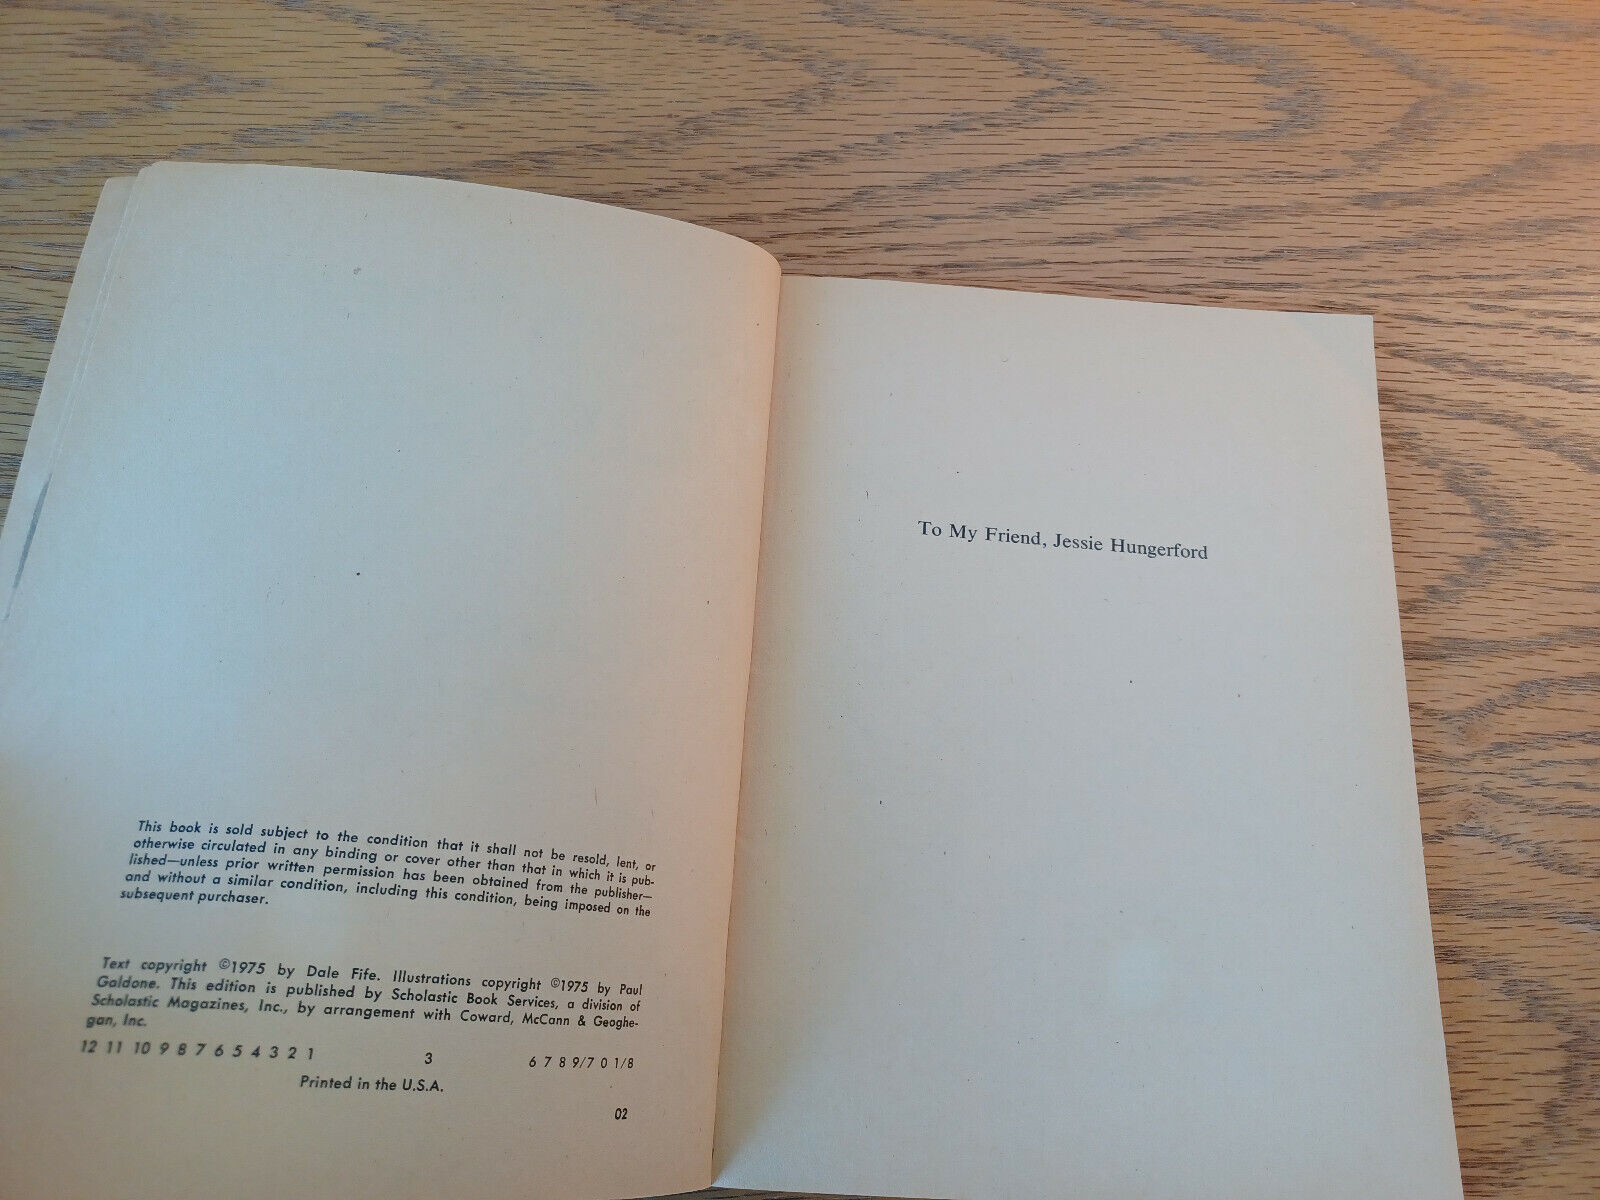 This book is sold subject to the condition that it shall not be resold, lent, or
otherwise circulated in any binding or cover other than that in which it is pub-
lished—unless prior written permission has been obtained from the publisher—
and without a similar condition, including this condition, being imposed on the
subsequent purchaser.
Text copyright ©1975 by Dale Fife. Illustrations copyright ©1975 by Paul
Galdone. This edition is published by Scholastic Book Services, a division of
Scholastic Magazines, Inc., by arrangement with Coward, McCann & Geoghe-
gan, Inc.
12 11 10 9 8 7 6 5 4 3 2 1 3 6 7 8 9/7 0 1/8
Printed in the U.S.A.
02
To My Friend, Jessie Hungerford